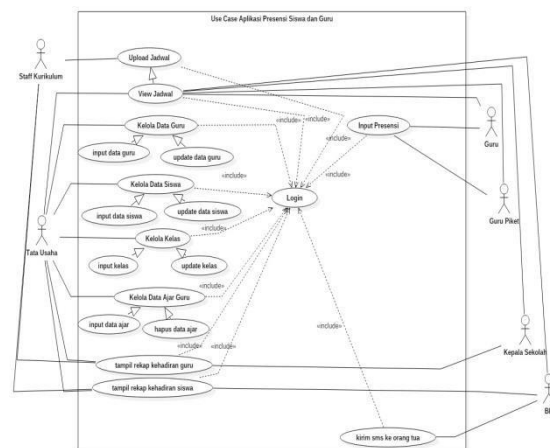 Use Case Aplikasi Presensi Siswa dan Guru
Upload Jadwal
Staff Kurikulum
View Jadwal
Kelola Data Guru
«include»
«include»
Input Presensi
Guru
input data guru
update data guru
«include»
«include»
Kelola Data Siswa
Login
input data siswa
update data siswa
Guru Piket
Tata Usaha
Kelola Kelas
«include»
input kelas
update kelas
Kelola Data Ajar Guru
«include»
input data ajar
hapus data ajar
«include»
«include»
«include»
Kepala Sekolah
tampil rekap kehadiran guru
tampil rekap kehadiran siswa
kirim sms ke orang tua